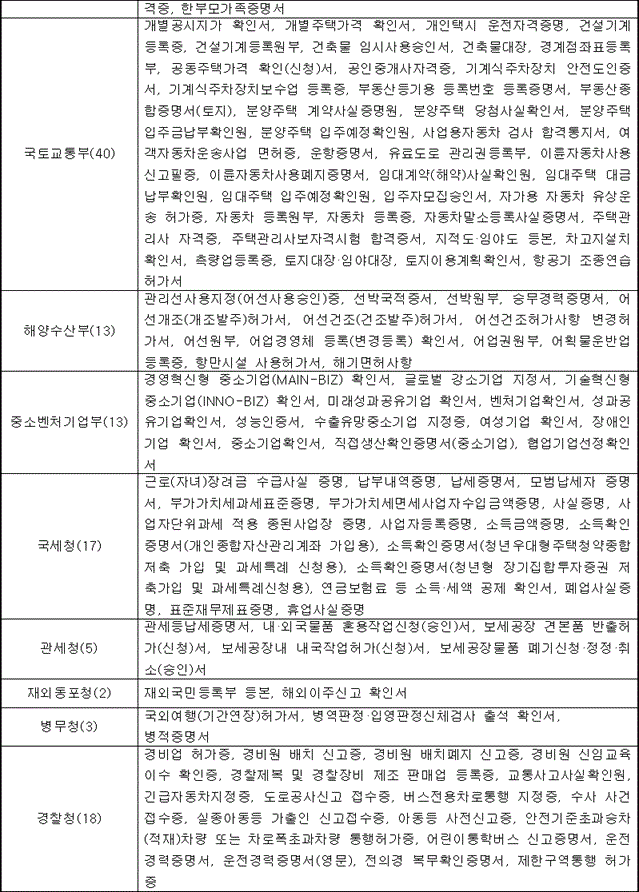 격증, 한부모가족증명서
국토교통부(40)
개별공시지가 확인서, 개별주택가격 확인서, 개인택시 운전자격증명, 건설기계
등록증, 건설기계등록원부, 건축물 임시사용승인서, 건축물대장, 경계점좌표등록
부, 공동주택가격 확인(신청)서, 공인중개사자격증, 기계식주차장치 안전도인증
서, 기계식주차장치보수업 등록증, 부동산등기용 등록번호 등록증명서, 부동산종
합증명서(토지), 분양주택 계약사실증명원, 분양주택 당첨사실확인서, 분양주택
입주금납부확인원, 분양주택 입주예정확인원, 사업용자동차 검사 합격통지서, 여
객자동차운송사업 면허증, 운항증명서, 유료도로 관리권등록부, 이륜자동차사용
신고필증, 이륜자동차사용폐지증명서, 임대계약(해약)사실확인원, 임대주택 대금
납부확인원, 임대주택 입주예정확인원, 입주자모집승인서, 자가용 자동차 유상운
송 허가증, 자동차 등록원부, 자동차 등록증, 자동차말소등록사실증명서, 주택관
리사 자격증, 주택관리사보자격시험 합격증서, 지적도·임야도 등본, 차고지설치
확인서, 측량업등록증, 토지대장·임야대장, 토지이용계획확인서, 항공기 조종연습
허가서
해양수산부(13)
관리선사용지정(어선사용승인)증, 선박국적증서, 선박원부, 승무경력증명서, 어
선개조(개조발주)허가서, 어선건조(건조발주)허가서, 어선건조허가사항 변경허
가서, 어선원부, 어업경영체 등록(변경등록) 확인서, 어업권원부, 어획물운반업
등록증, 항만시설 사용허가서, 해기면허사항
중소벤처기업부(13)
경영혁신형 중소기업(MAIN-BIZ) 확인서, 글로벌 강소기업 지정서, 기술혁신형
중소기업(INNO-BIZ) 확인서, 미래성과공유기업 확인서, 벤처기업확인서, 성과공
유기업확인서, 성능인증서, 수출유망중소기업 지정증, 여성기업 확인서, 장애인
기업 확인서, 중소기업확인서, 직접생산확인증명서(중소기업), 협업기업선정확인
서
국세청(17)
근로(자녀)장려금 수급사실 증명, 납부내역증명, 납세증명서, 모범납세자 증명
서, 부가가치세과세표준증명, 부가가치세면세사업자수입금액증명, 사실증명, 사
업자단위과세 적용 종된사업장 증명, 사업자등록증명, 소득금액증명, 소득확인
증명서(개인종합자산관리계좌 가입용), 소득확인증명서(청년우대형주택청약종합
저축 가입 및 과세특례 신청용), 소득확인증명서(청년형 장기집합투자증권 저
축가입 및 과세특례신청용), 연금보험료 등 소득·세액 공제 확인서, 폐업사실증
명, 표준재무제표증명, 휴업사실증명
관세청(5)
관세등납세증명서, 내·외국물품 혼용작업신청(승인)서, 보세공장 견본품 반출허
가(신청)서, 보세공장내 내국작업허가(신청)서, 보세공장물품 폐기신청·정정·취
소(승인)서
재외동포청(2)
재외국민등록부 등본, 해외이주신고 확인서
병무청(3)
국외여행(기간연장)허가서, 병역판정·입영판정신체검사 출석 확인서,
병적증명서
경찰청(18)
경비업 허가증, 경비원 배치 신고증, 경비원 배치폐지 신고증, 경비원 신임교육
이수 확인증, 경찰제복 및 경찰장비 제조 판매업 등록증, 교통사고사실확인원,
긴급자동차지정증, 도로공사신고 접수증, 버스전용차로통행 지정증, 수사 사건
접수증, 실종아동등 가출인 신고접수증, 아동등 사전신고증, 안전기준초과승차
(적재)차량 또는 차로폭초과차량 통행허가증, 어린이통학버스 신고증명서, 운전
경력증명서, 운전경력증명서(영문), 전의경 복무확인증명서, 제한구역통행 허가
증